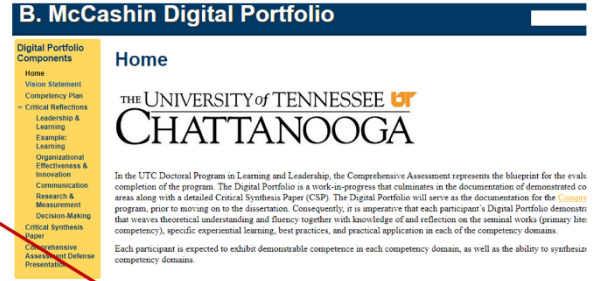 B. McCashin Digital Portfolio
Digital Portfolio
Components
Home
Vision Statement
Competency Plan
Critical Reflections
Leadership &
Learning
Example:
Learning
Organizational
Effectiveness &
Innovation
Communication
Research &
Measurement
Decision-Making
Critical Synthesis
Paper
Comprehensive
Assessment Defense
Presentation
Home
THE UNIVERSITY of TENNESSEE UT
CHATTANOOGA
In the UTC Doctoral Program in Learning and Leadership, the Comprehensive Assessment represents the blueprint for the evalu
completion of the program. The Digital Portfolio is a work-in-progress that culminates in the documentation of demonstrated co
areas along with a detailed Critical Synthesis Paper (CSP). The Digital Portfolio will serve as the documentation for the Compre
program, prior to moving on to the dissertation. Consequently, it is imperative that each participant's Digital Portfolio demonstra
that weaves theoretical understanding and fluency together with knowledge of and reflection on the seminal works (primary liter
competency), specific experiential learning, best practices, and practical application in each of the competency domains.
Each participant is expected to exhibit demonstrable competence in each competency domain, as well as the ability to synthesize
competency domains.